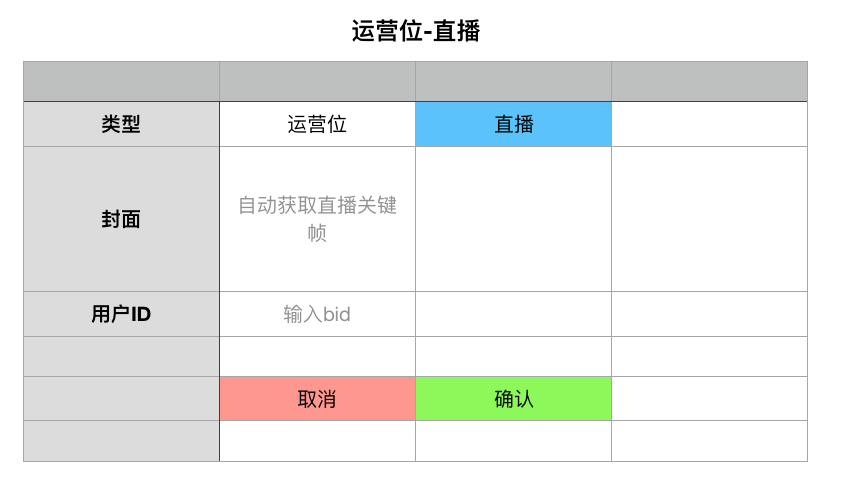 运营位-直播
类型 运营位 直播
封面 自动获取直播关键
帧
用户ID 输入bid
取消 确认